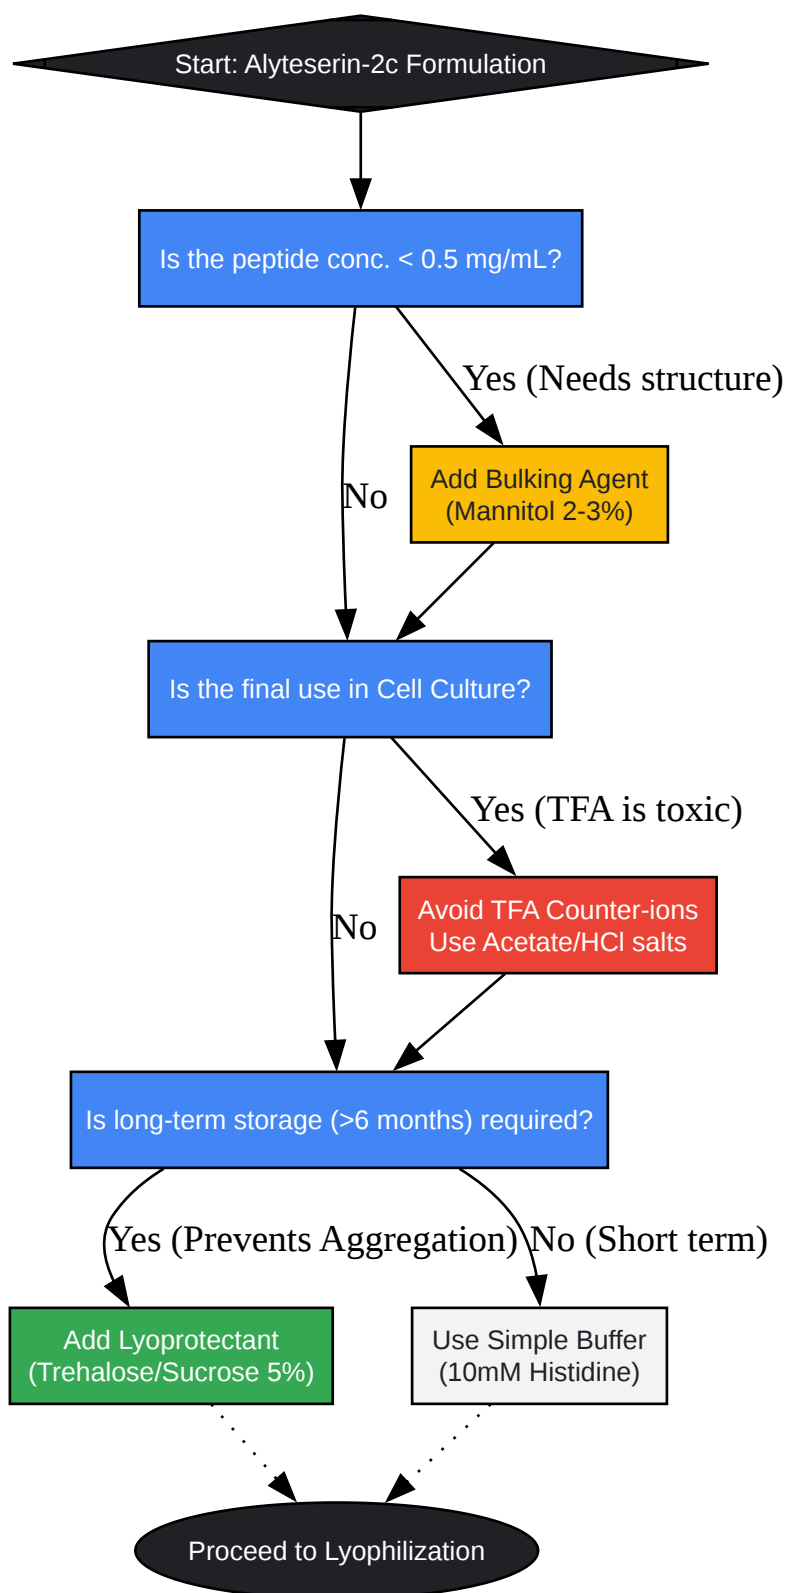 Start: Alyteserin-2c Formulation
Is the peptide conc. < 0.5 mg/mL?
Yes (Needs structure)
Add Bulking Agent
(Mannitol 2-3%)
No
Is the final use in Cell Culture?
Yes (TFA is toxic)
Avoid TFA Counter-ions
Use Acetate/HCl salts
No
Is long-term storage (>6 months) required?
Yes (Prevents Aggregation)
No (Short term)
Add Lyoprotectant
(Trehalose/Sucrose 5%)
Use Simple Buffer
(10mM Histidine)
Proceed to Lyophilization